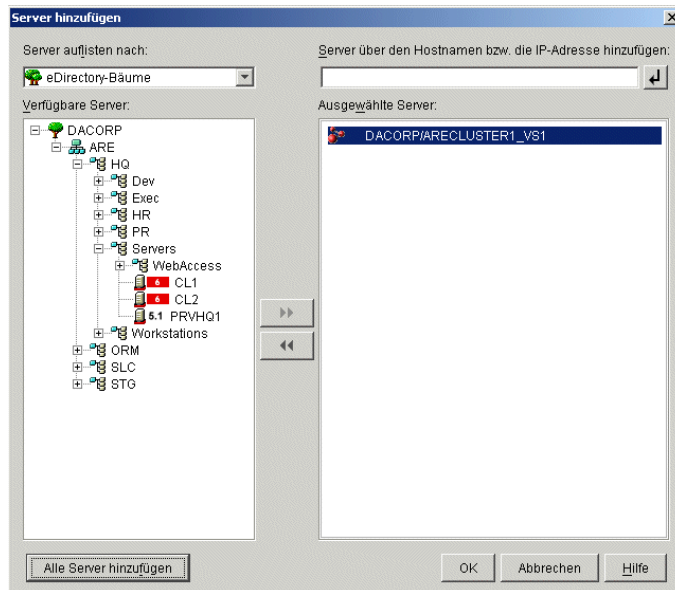 Server hinzufügen
Server auflisten nach:
eDirectory-Bäume
Verfügbare Server:
DACORP
ARE
HQ
Dev
Exec
HR
PR
Servers
WebAccess
6 CL1
6 CL2
5.1 PRVHQ1
Workstations
ORM
SLC
STG
Alle Server hinzufügen
Server über den Hostnamen bzw. die IP-Adresse hinzufügen:
Ausgewählte Server:
DACORP/ARECLUSTER1_VS1
OK
Abbrechen
Hilfe